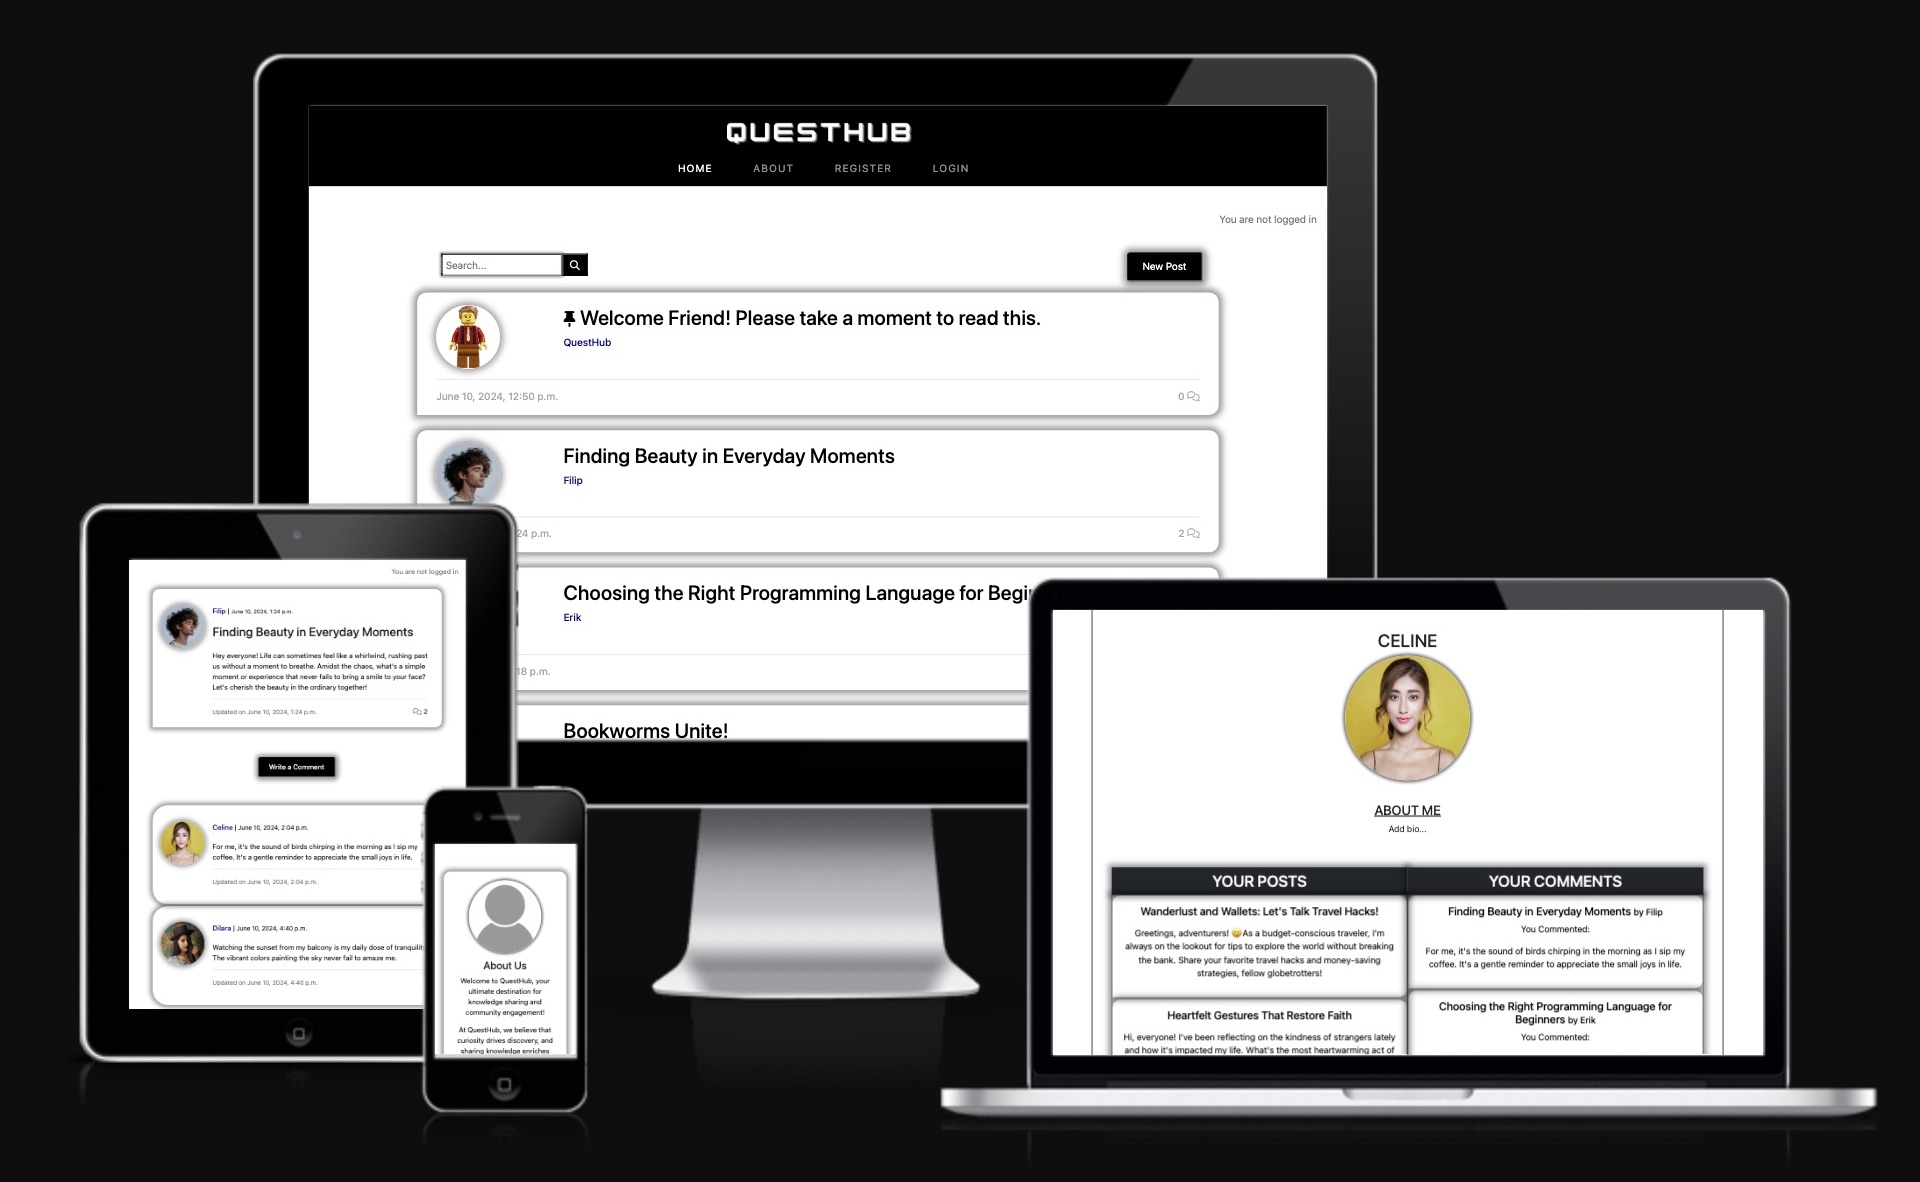 QUESTHUB
HOME ABOUT REGISTER LOGIN
You are not logged in
Search...
New Post
Welcome Friend! Please take a moment to read this.
QuestHub
June 10, 2024, 12:50 p.m.
0
Finding Beauty in Everyday Moments
Filip
24 p.m.
2
Choosing the Right Programming Language for
Erik
18 p.m.
Bookworms Unite!
You are not logged in
Filip | June 10, 2024, 1:24 p.m.
Finding Beauty in Everyday Moments
Hey everyone! Life can sometimes feel like a whirlwind, rushing past
us without a moment to breathe. Amidst the chaos, what's a simple
moment or experience that never fails to bring a smile to your face?
Let's cherish the beauty in the ordinary together!
Updated on June 10, 2024, 1:24 p.m.
2
Write a Comment
Celine | June 10, 2024, 2:04 p.m.
For me, it's the sound of birds chirping in the morning as I sip my
coffee. It's a gentle reminder to appreciate the small joys in life.
Updated on June 10, 2024, 2:04 p.m.
Dilara | June 10, 2024, 4:40 p.m.
Watching the sunset from my balcony is my daily dose of
The vibrant colors painting the sky never fail to amaze me.
Updated on June 10, 2024, 4:40 p.m.
About Us
Welcome to QuestHub, your
ultimate destination for
knowledge sharing and
community engagement!
At QuestHub, we believe that
curiosity drives discovery, and
sharing knowledge enriches
CELINE
ABOUT ME
Add bio...
YOUR POSTS
Wanderlust and Wallets: Let's Talk Travel Hacks!
Greetings, adventurers! 😄As a budget-conscious traveler, I'm
always on the lookout for tips to explore the world without breaking
the bank. Share your favorite travel hacks and money-saving
strategies, fellow globetrotters!
Heartfelt Gestures That Restore Faith
Hi, everyone! I've been reflecting on the kindness of strangers lately
and how it's impacted my life. What's the most heartwarming act of
YOUR COMMENTS
Finding Beauty in Everyday Moments by Filip
You Commented:
For me, it's the sound of birds chirping in the morning as I sip my
coffee. It's a gentle reminder to appreciate the small joys in life.
Choosing the Right Programming Language for
Beginners by Erik
You Commented: